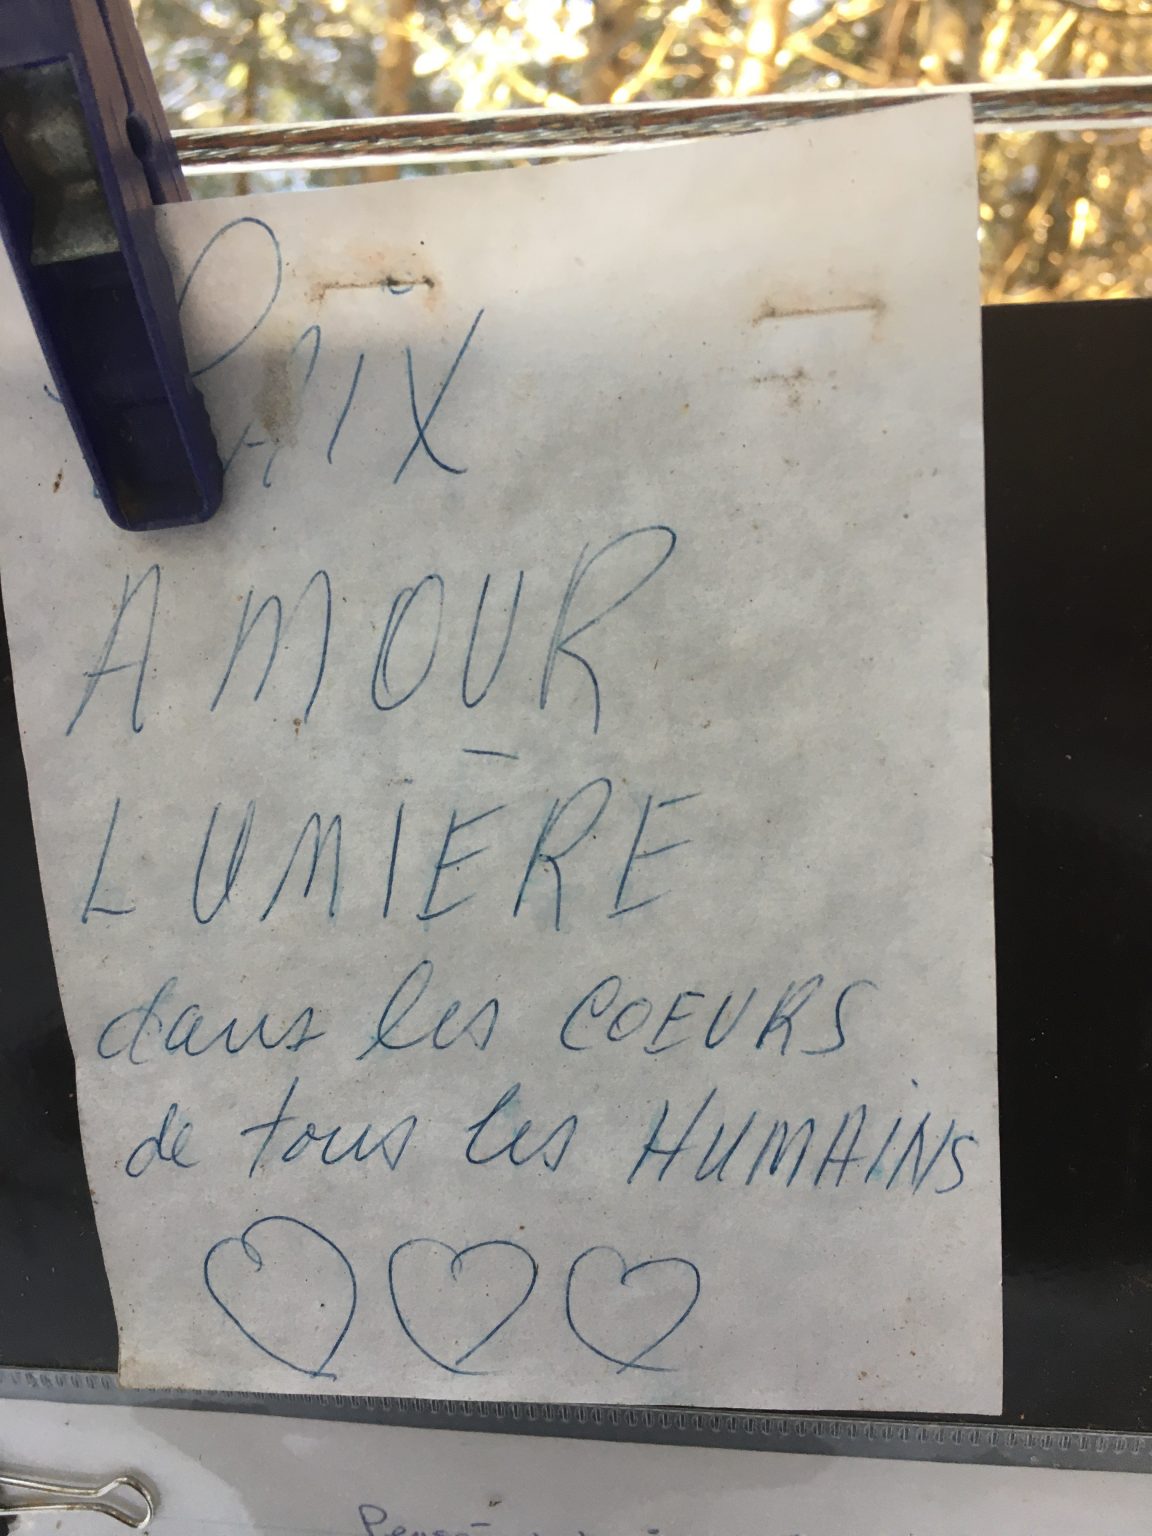 PAIX
AMOUR
LUMIÈRE
dans les COEURS
de tous les HUMAINS